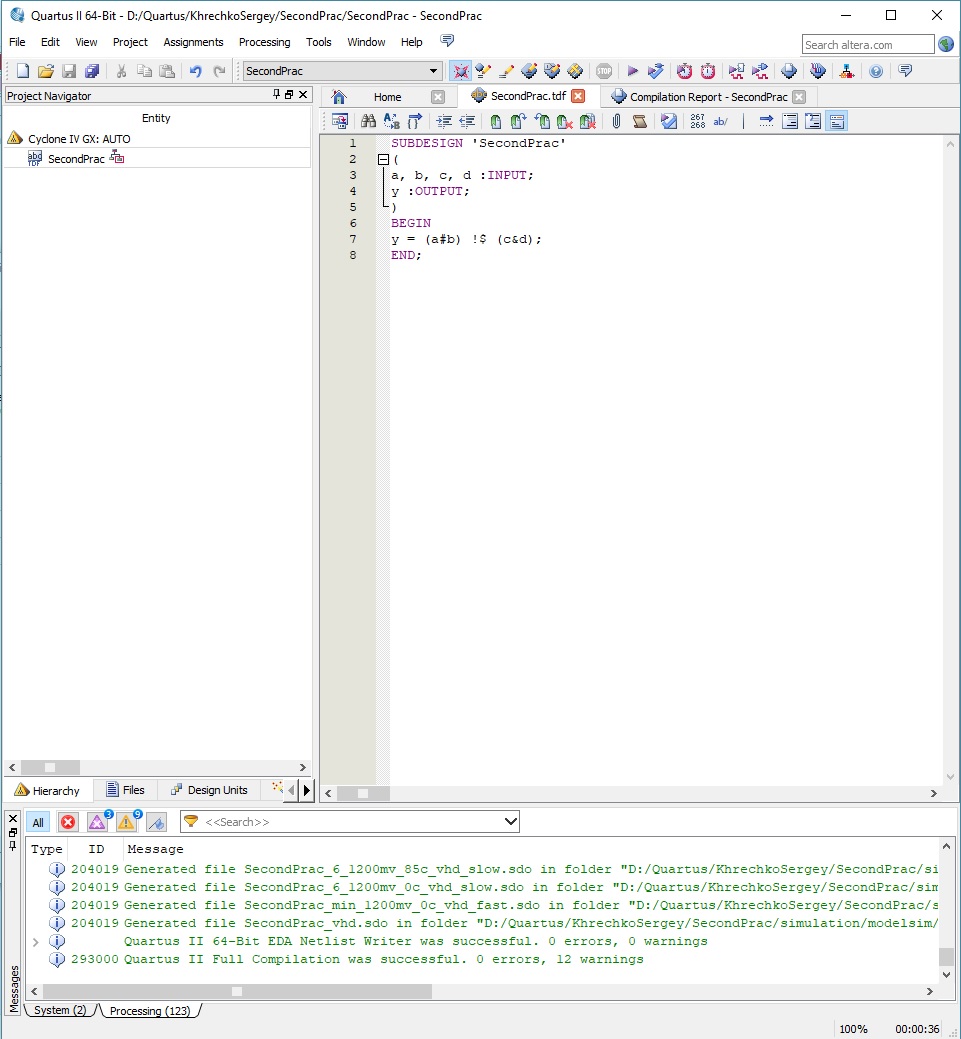 Quartus II 64-Bit - D:/Quartus/KhrechkoSergey/SecondPrac/SecondPrac - SecondPrac
File Edit View Project Assignments Processing Tools Window Help
Search altera.com
SecondPrac
STOP
Project Navigator
Entity
Cyclone IV GX: AUTO
abc TDF SecondPrac
Home SecondPrac.tdf Compilation Report - SecondPrac
267 268 ab/
1 SUBDESIGN 'SecondPrac'
2 (
3 a, b, c, d :INPUT;
4 y :OUTPUT;
5 )
6 BEGIN
7 y = (a#b) !$ (c&d);
8 END;
Hierarchy Files Design Units
All 3 9 <<Search>>
Type ID Message
204019 Generated file SecondPrac_6_1200mv_85c_vhd_slow.sdo in folder "D:/Quartus/KhrechkoSergey/SecondPrac/si
204019 Generated file SecondPrac_6_1200mv_0c_vhd_slow.sdo in folder "D:/Quartus/KhrechkoSergey/SecondPrac/sim
204019 Generated file SecondPrac_min_1200mv_0c_vhd_fast.sdo in folder "D:/Quartus/KhrechkoSergey/SecondPrac/s
204019 Generated file SecondPrac_vhd.sdo in folder "D:/Quartus/KhrechkoSergey/SecondPrac/simulation/modelsim/
Quartus II 64-Bit EDA Netlist Writer was successful. 0 errors, 0 warnings
293000 Quartus II Full Compilation was successful. 0 errors, 12 warnings
Messages
System (2) Processing (123)
100% 00:00:36